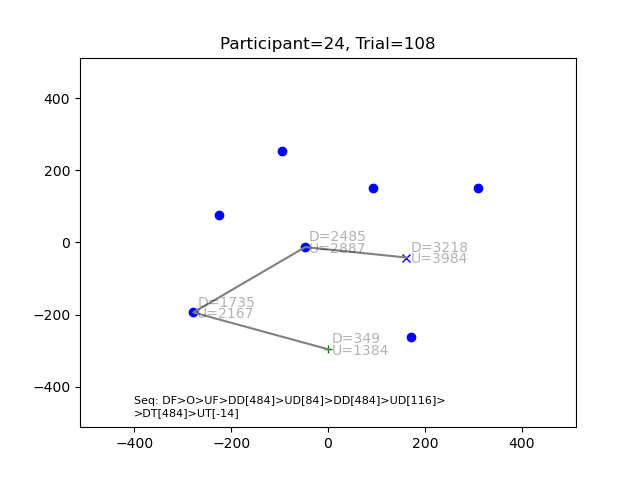 Participant=24, Trial=108
400
200
0
−200
−400
D=2485
U=2887
D=3218
U=3984
D=1735
U=2167
D=349
U=1384
Seq: DF>O>UF>DD[484]>UD[84]>DD[484]>UD[116]>
>DT[484]>UT[-14]
−400 −200 0 200 400